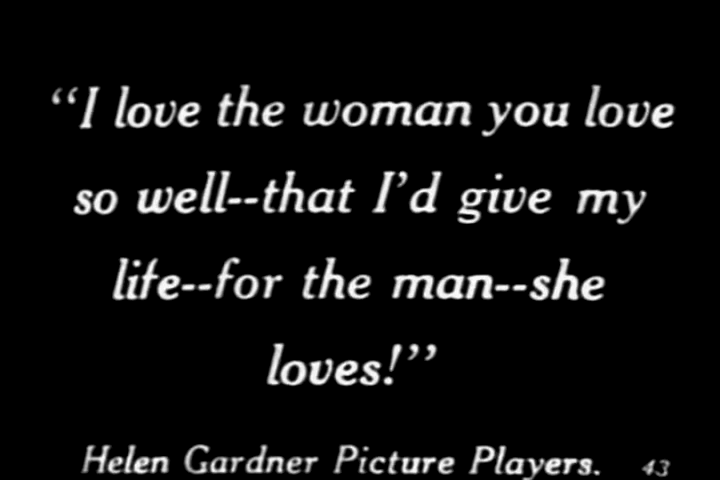 “I love the woman you love
so well--that I’d give my
life--for the man--she
loves!”
Helen Gardner Picture Players. 43